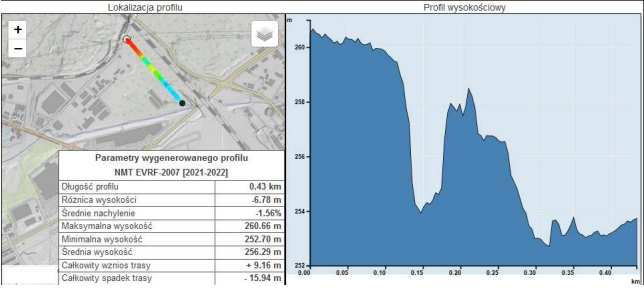 Lokalizacja profilu
+
−
Parametry wygenerowanego profilu
NMT EVRF-2007 [2021-2022]
Długość profilu 0.43 km
Różnica wysokości -6.78 m
Średnie nachylenie -1.56%
Maksymalna wysokość 260.66 m
Minimalna wysokość 252.70 m
Średnia wysokość 256.29 m
Całkowity wznios trasy + 9.16 m
Całkowity spadek trasy - 15.94 m
Profil wysokościowy
m
260
258
256
254
252
0.00 0.05 0.10 0.15 0.20 0.25 0.30 0.35 0.40
km